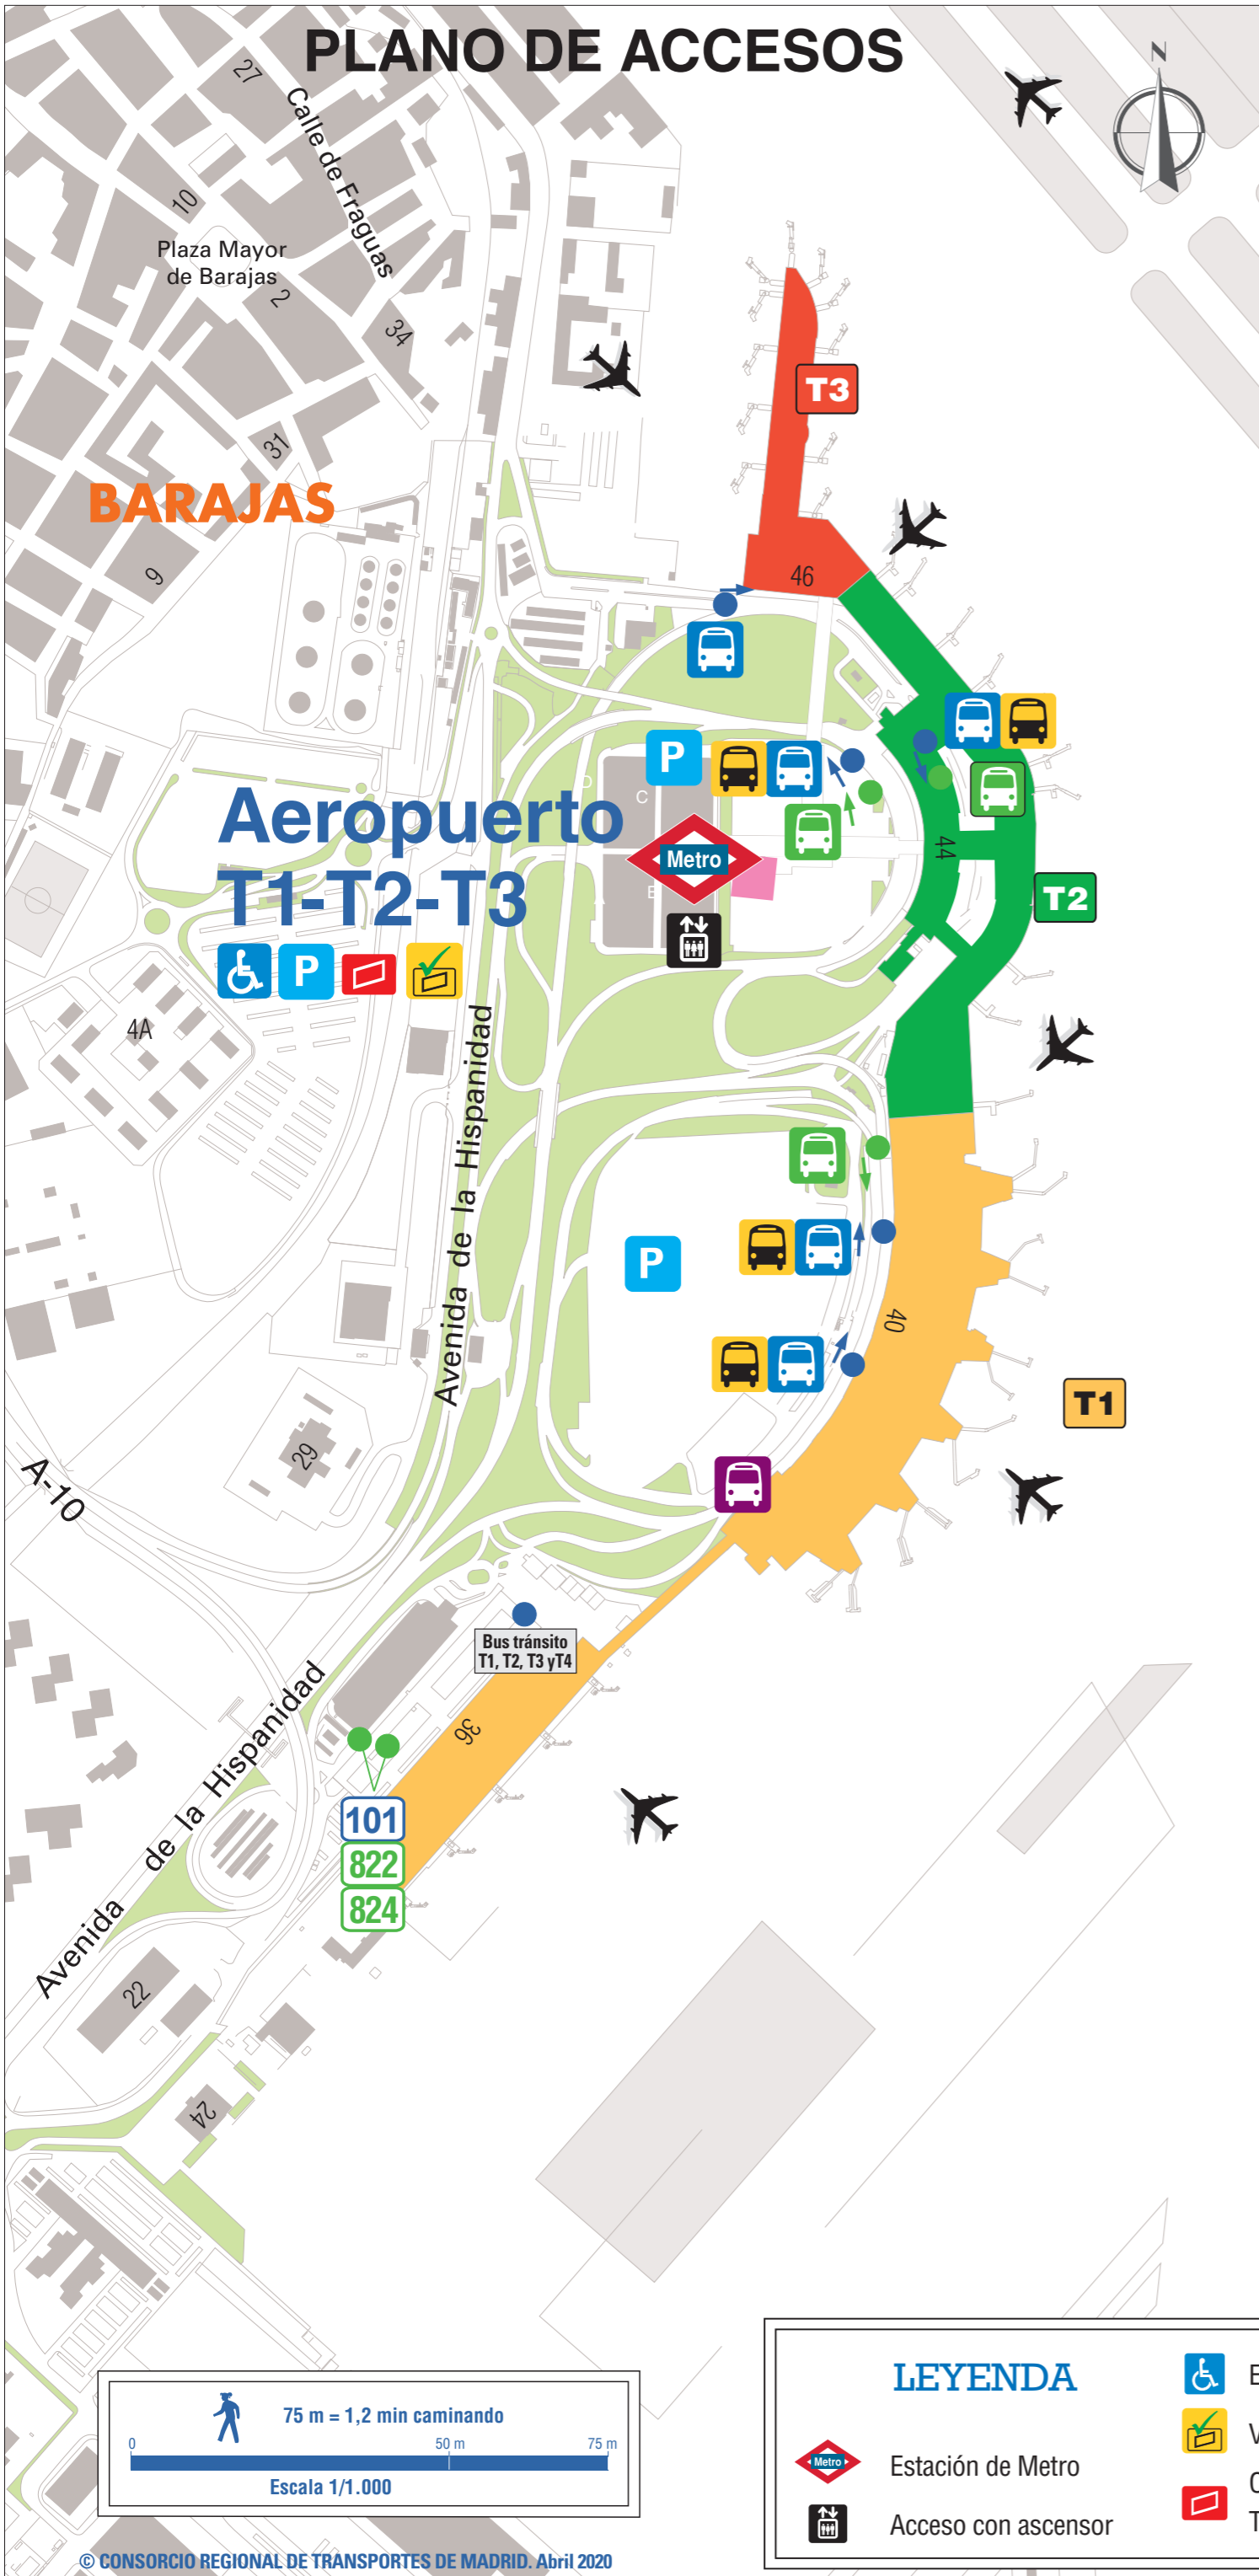 PLANO DE ACCESOS
N
27
Calle de Fraguas
10
Plaza Mayor
de Barajas
2
34
T3
31
BARAJAS
9
46
P
D
C
Aeropuerto
T1-T2-T3
Metro
44
T2
A
B
P
4A
Avenida de la Hispanidad
P
40
T1
29
A-10
Bus tránsito
T1, T2, T3 yT4
36
Avenida de la Hispanidad
101
822
824
22
24
75 m = 1,2 min caminando
0 50 m 75 m
Escala 1/1.000
LEYENDA
Metro
Estación de Metro
Acceso con ascensor
© CONSORCIO REGIONAL DE TRANSPORTES DE MADRID. Abril 2020